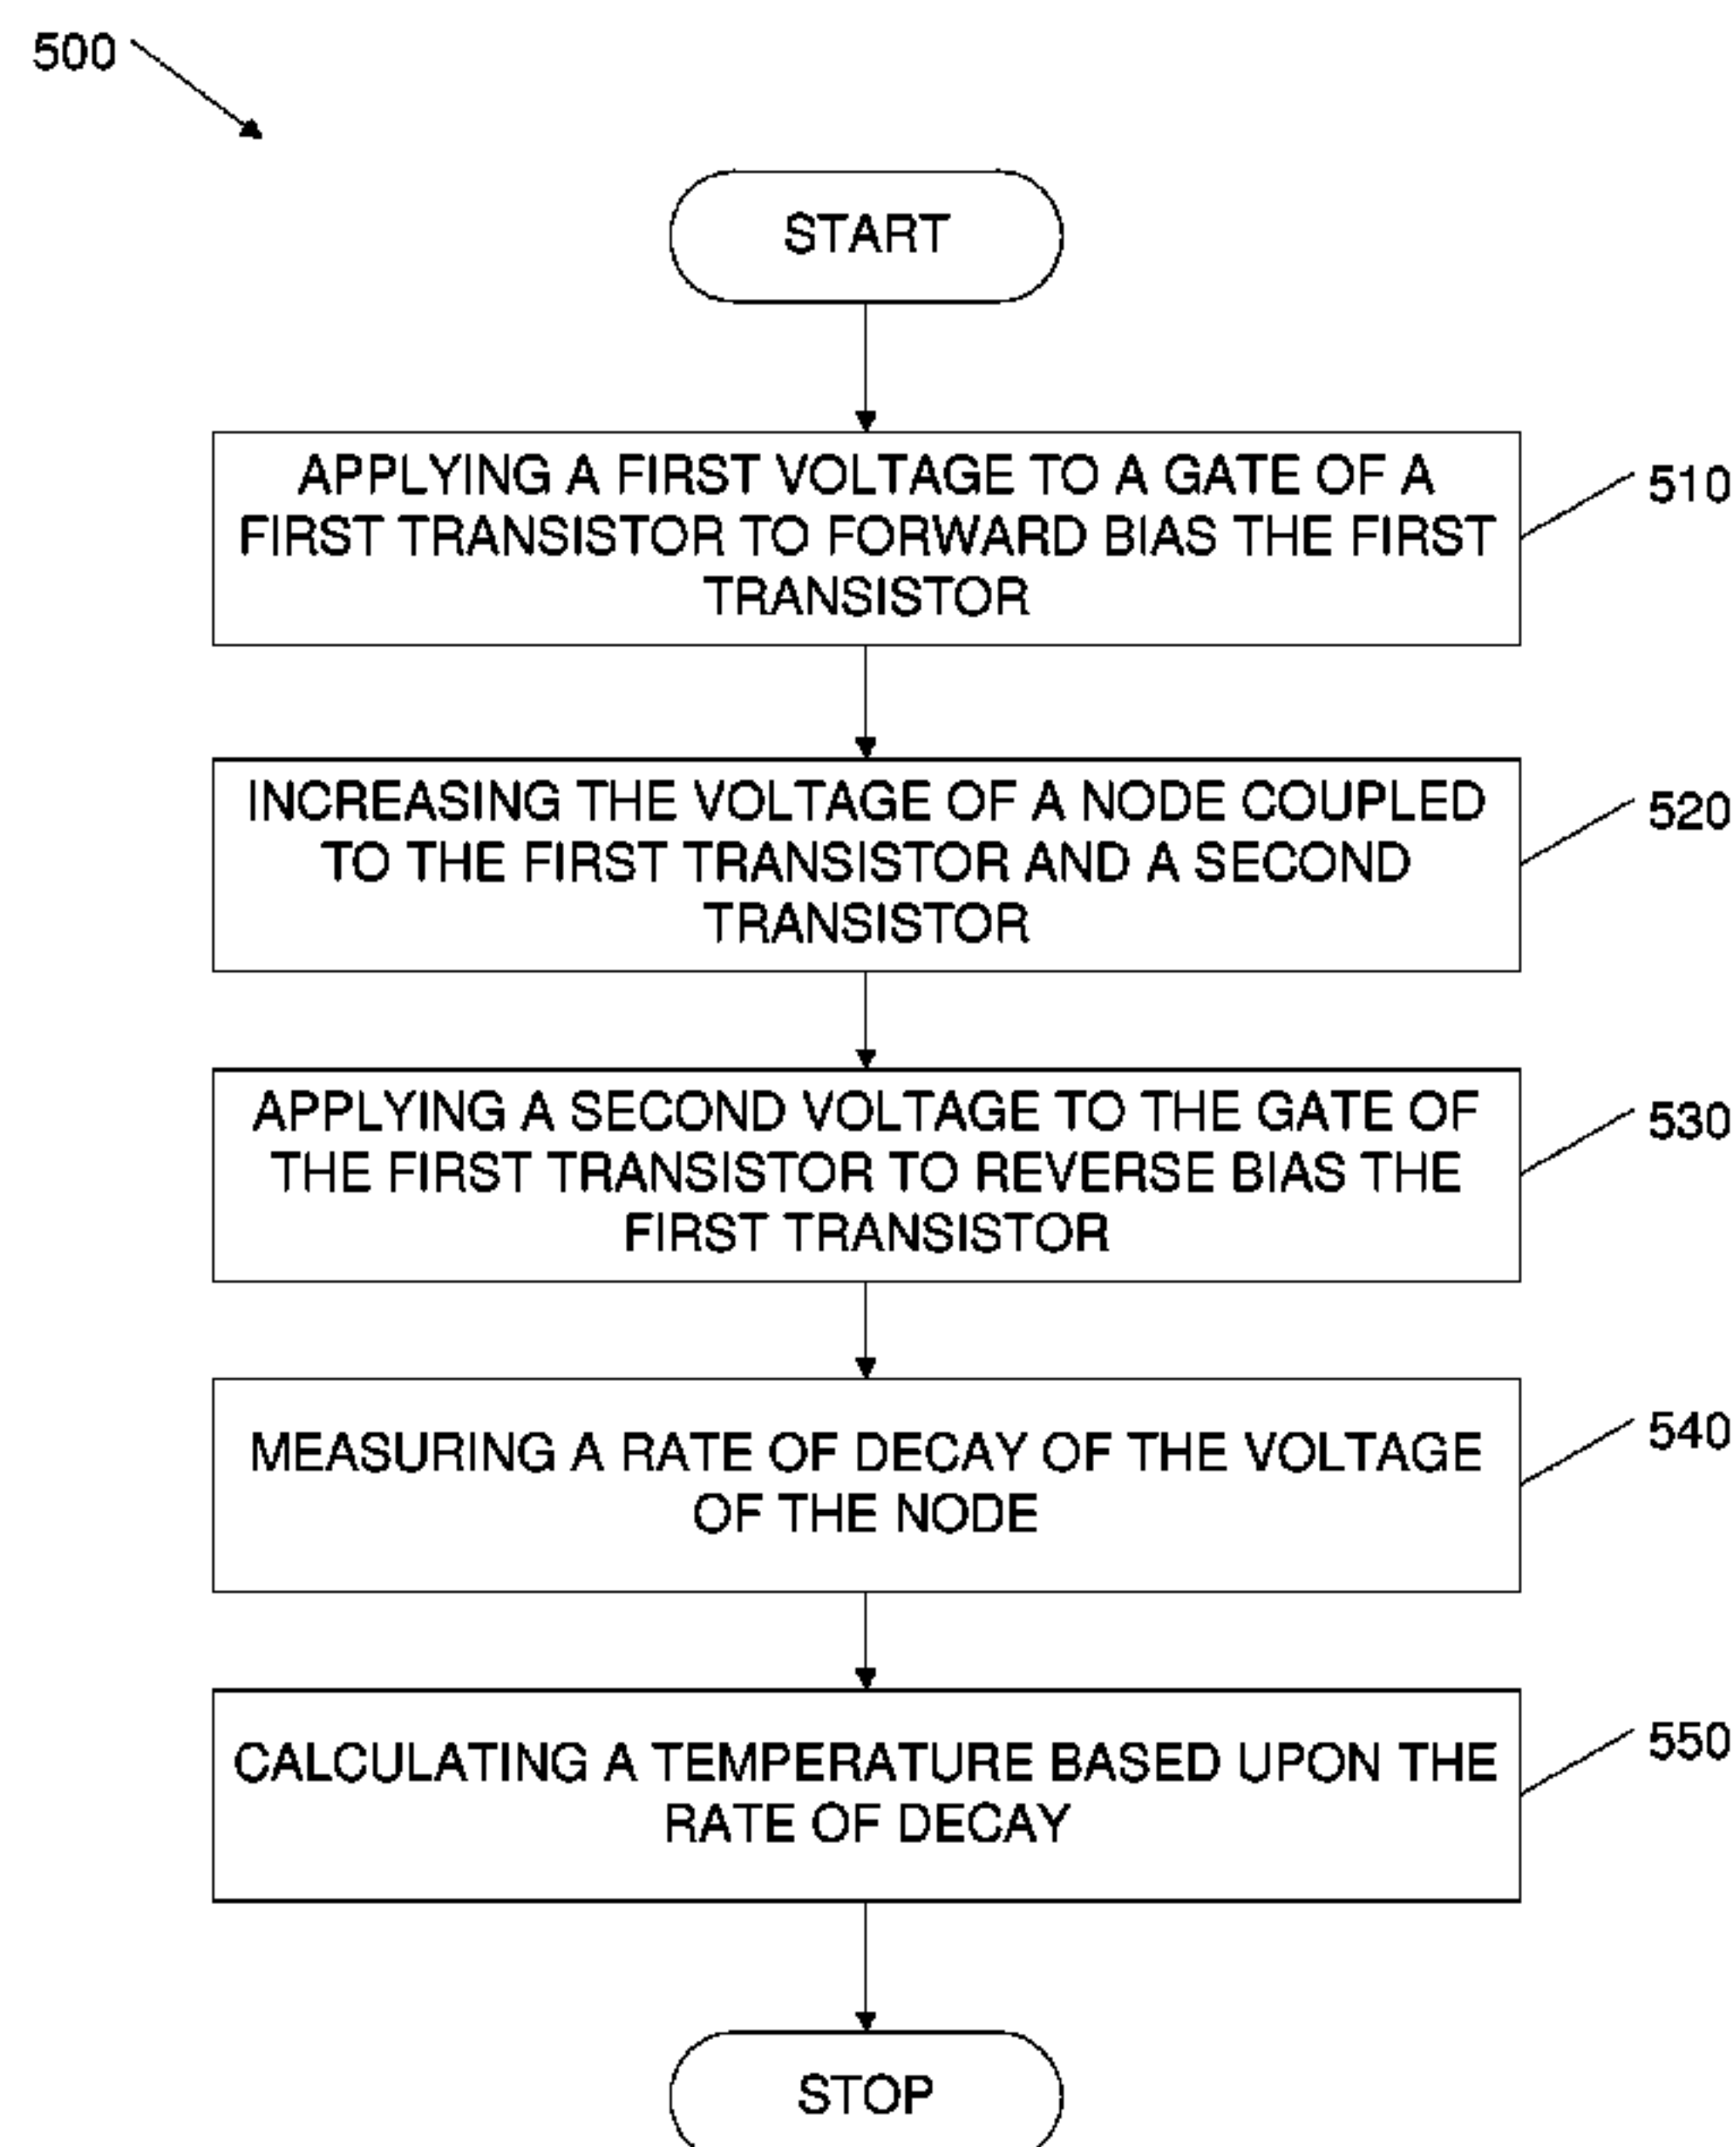 500
START
APPLYING A FIRST VOLTAGE TO A GATE OF A
FIRST TRANSISTOR TO FORWARD BIAS THE FIRST
TRANSISTOR
510
INCREASING THE VOLTAGE OF A NODE COUPLED
TO THE FIRST TRANSISTOR AND A SECOND
TRANSISTOR
520
APPLYING A SECOND VOLTAGE TO THE GATE OF
THE FIRST TRANSISTOR TO REVERSE BIAS THE
FIRST TRANSISTOR
530
MEASURING A RATE OF DECAY OF THE VOLTAGE
OF THE NODE
540
CALCULATING A TEMPERATURE BASED UPON THE
RATE OF DECAY
550
STOP